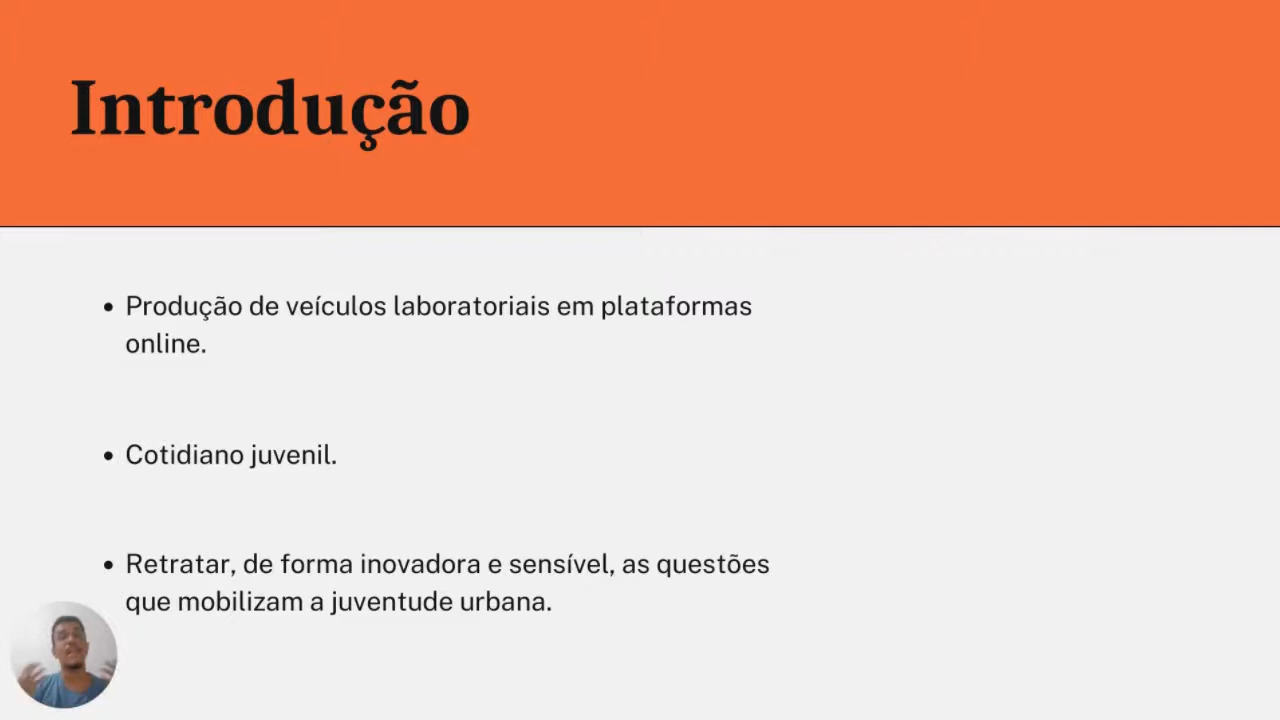 Introdução
• Produção de veículos laboratoriais em plataformas
online.
• Cotidiano juvenil.
• Retratar, de forma inovadora e sensível, as questões
que mobilizam a juventude urbana.